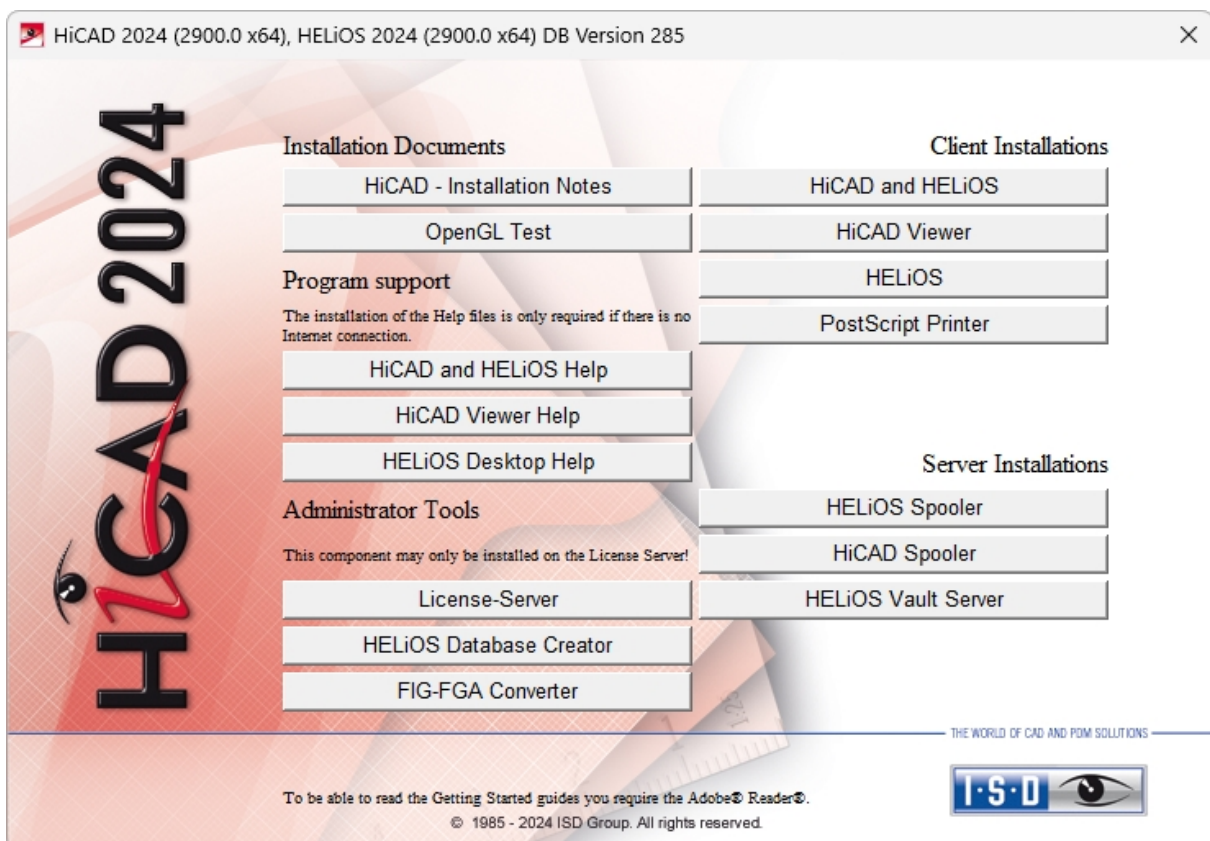 HiCAD 2024 (2900.0 x64), HELiOS 2024 (2900.0 x64) DB Version 285
HiCAD 2024
Installation Documents
HiCAD - Installation Notes
OpenGL Test
Program support
The installation of the Help files is only required if there is no
Internet connection.
HiCAD and HELiOS Help
HiCAD Viewer Help
HELiOS Desktop Help
Administrator Tools
This component may only be installed on the License Server!
License-Server
HELiOS Database Creator
FIG-FGA Converter
Client Installations
HiCAD and HELiOS
HiCAD Viewer
HELiOS
PostScript Printer
Server Installations
HELiOS Spooler
HiCAD Spooler
HELiOS Vault Server
THE WORLD OF CAD AND PDM SOLUTIONS
I·S·D
To be able to read the Getting Started guides you require the Adobe® Reader®.
© 1985 - 2024 ISD Group. All rights reserved.